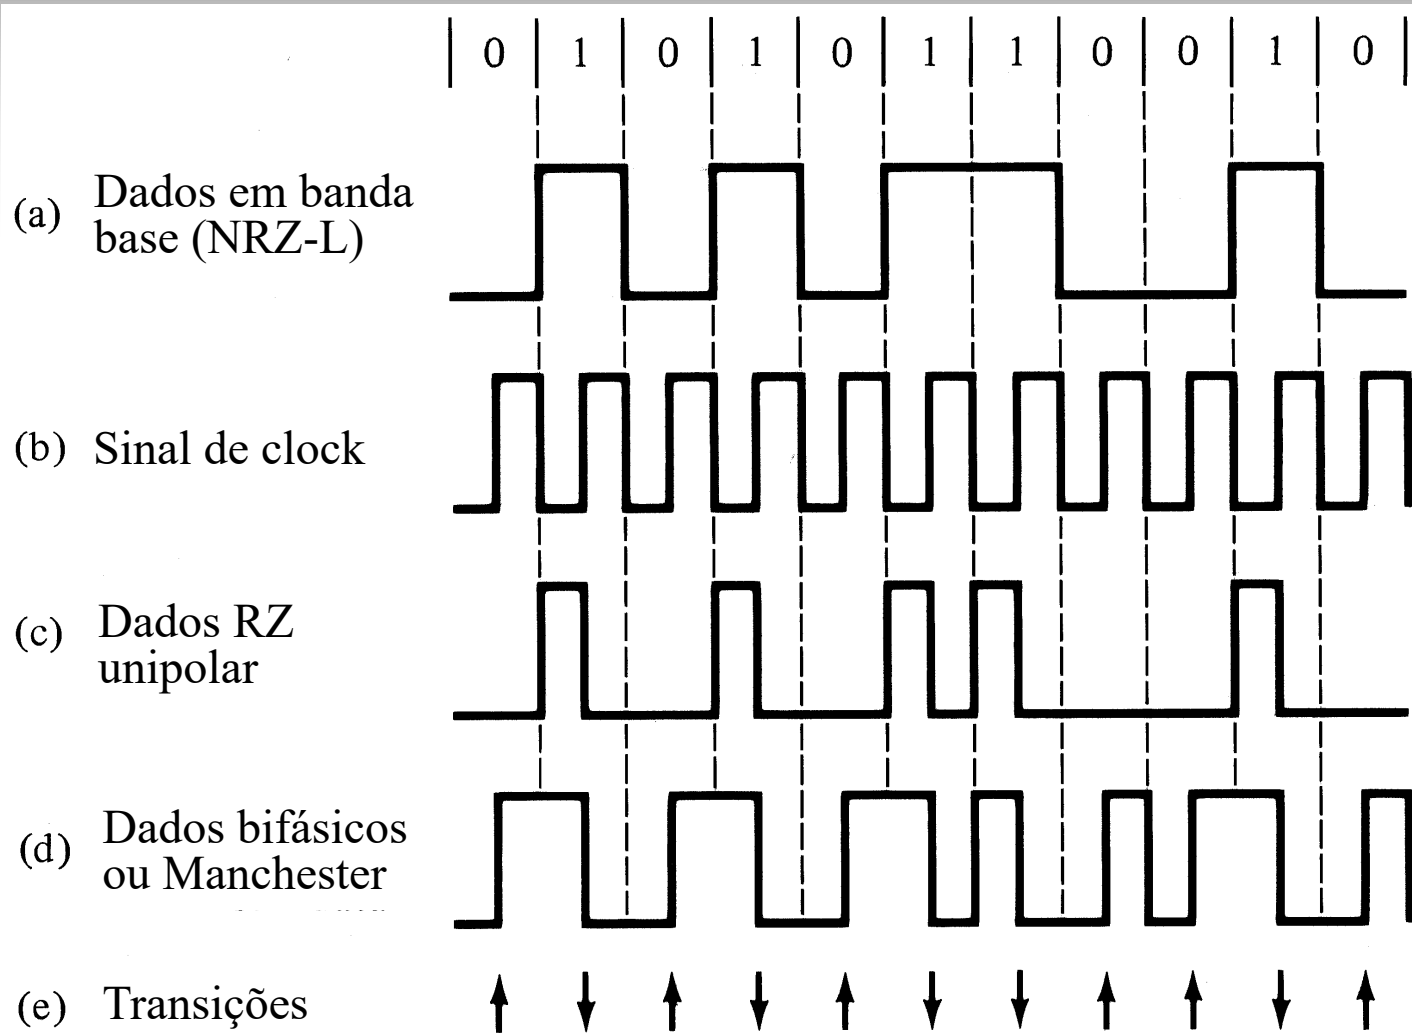 0 1 0 1 0 1 1 0 0 1 0
(a) Dados em banda
base (NRZ-L)
(b) Sinal de clock
(c) Dados RZ
unipolar
(d) Dados bifásicos
ou Manchester
(e) Transições